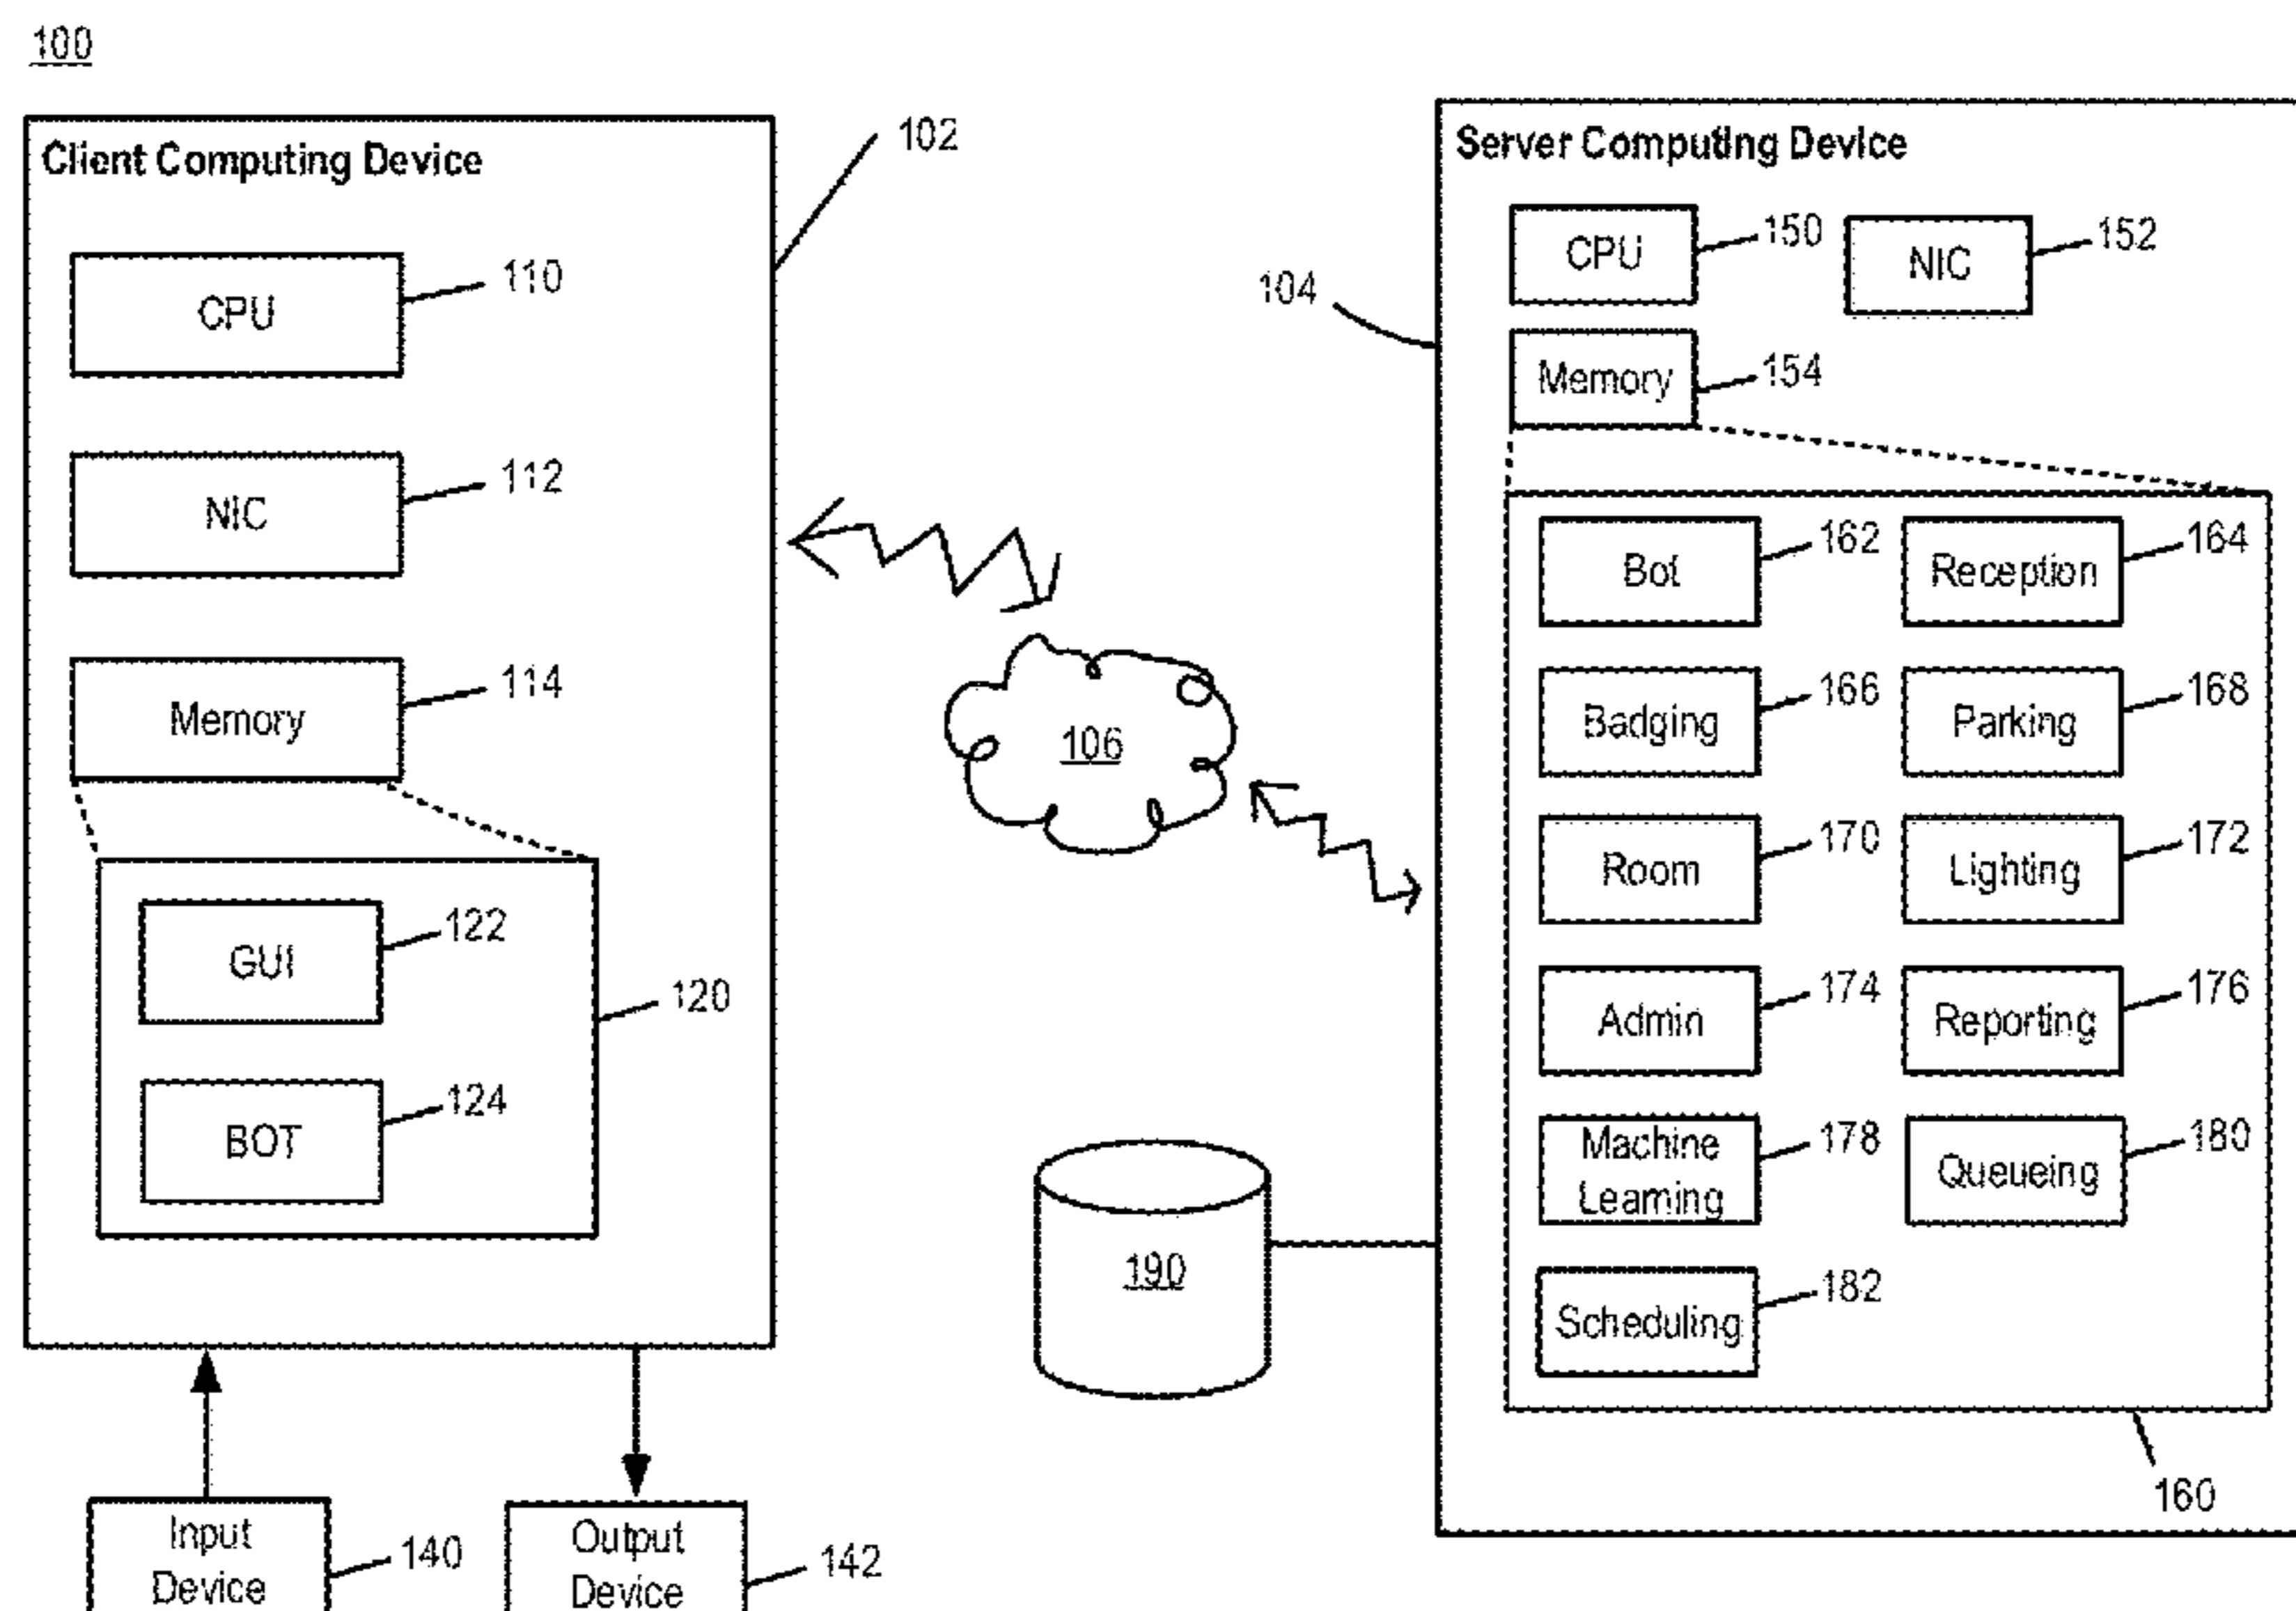 100
Client Computing Device
102
CPU
110
NIC
112
Memory
114
GUI
122
120
BOT
124
Input
Device
140
Output
Device
142
106
190
104
Server Computing Device
CPU
150
NIC
152
Memory
154
Bot
162
Reception
164
Badging
166
Parking
168
Room
170
Lighting
172
Admin
174
Reporting
176
Machine
Learning
178
Queueing
180
Scheduling
182
160